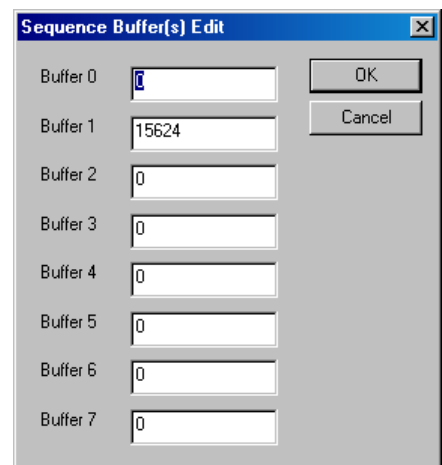 Sequence Buffer(s) Edit
Buffer 0 0 OK
Buffer 1 15624 Cancel
Buffer 2 0
Buffer 3 0
Buffer 4 0
Buffer 5 0
Buffer 6 0
Buffer 7 0